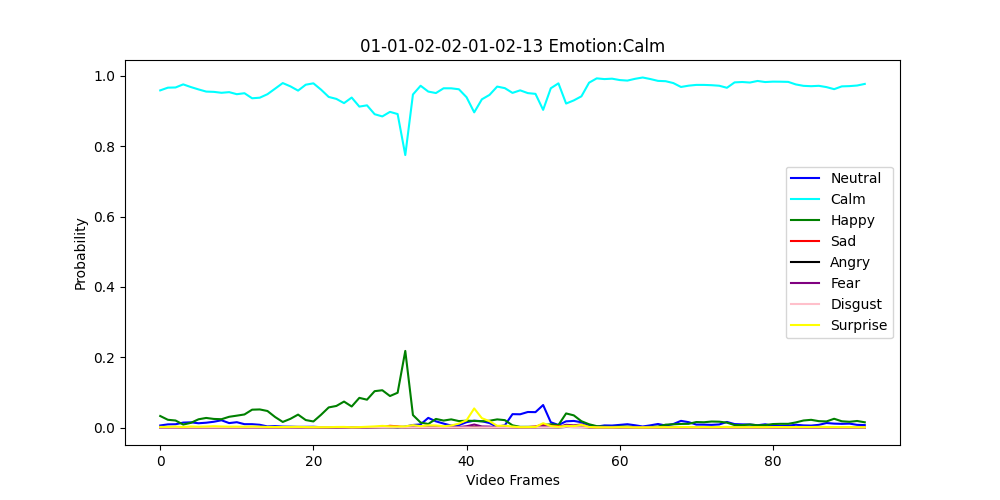 01-01-02-02-01-02-13 Emotion:Calm
1.0
0.8
0.6
0.4
0.2
0.0
Probability
0
20
40
60
80
Video Frames
Neutral
Calm
Happy
Sad
Angry
Fear
Disgust
Surprise